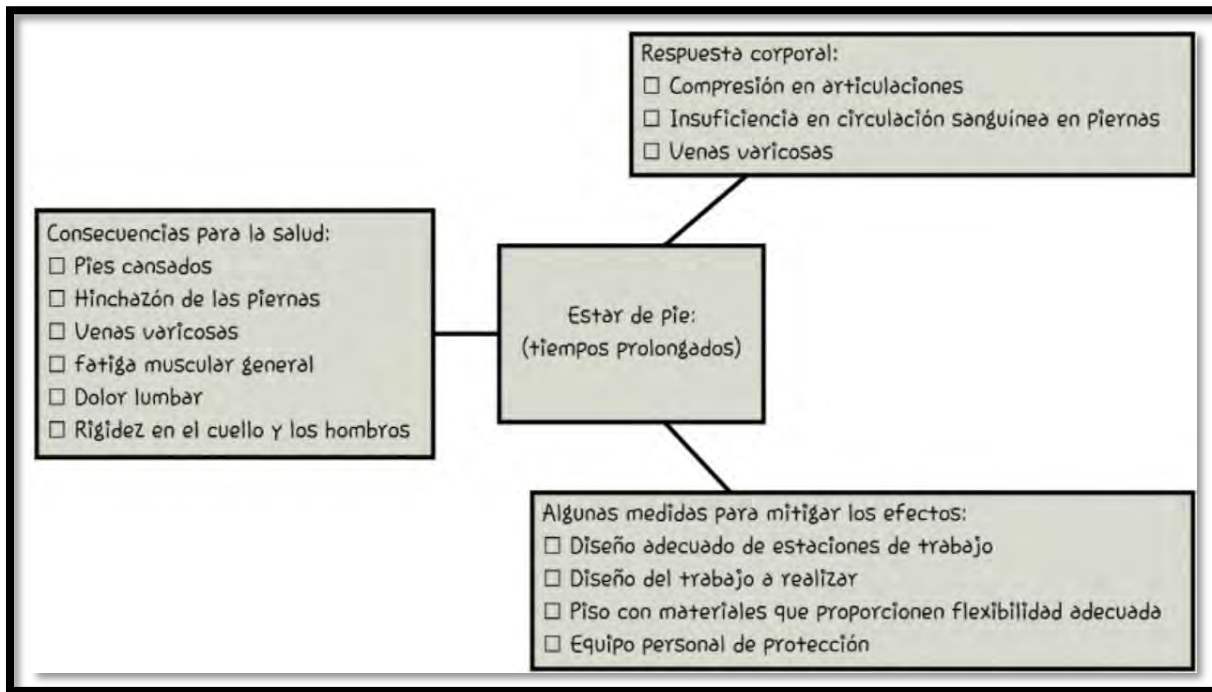 Respuesta corporal:
☐ Compresión en articulaciones
☐ Insuficiencia en circulación sanguínea en piernas
☐ Venas varicosas
Consecuencias para la salud:
☐ Pies cansados
☐ Hinchazón de las piernas
☐ Venas varicosas
☐ Fatiga muscular general
☐ Dolor lumbar
☐ Rigidez en el cuello y los hombros
Estar de pie:
(tiempos prolongados)
Algunas medidas para mitigar los efectos:
☐ Diseño adecuado de estaciones de trabajo
☐ Diseño del trabajo a realizar
☐ Piso con materiales que proporcionen flexibilidad adecuada
☐ Equipo personal de protección